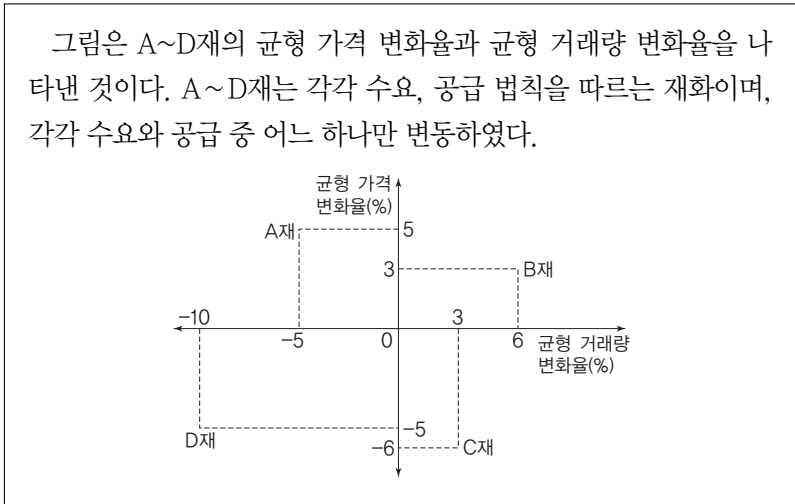 그림은 A~D재의 균형 가격 변화율과 균형 거래량 변화율을 나
타낸 것이다. A~D재는 각각 수요, 공급 법칙을 따르는 재화이며,
각각 수요와 공급 중 어느 하나만 변동하였다.
균형 가격
변화율(%)
A재
5
3
B재
-10
3
-5
0
6
균형 거래량
변화율(%)
D재
-5
-6
C재